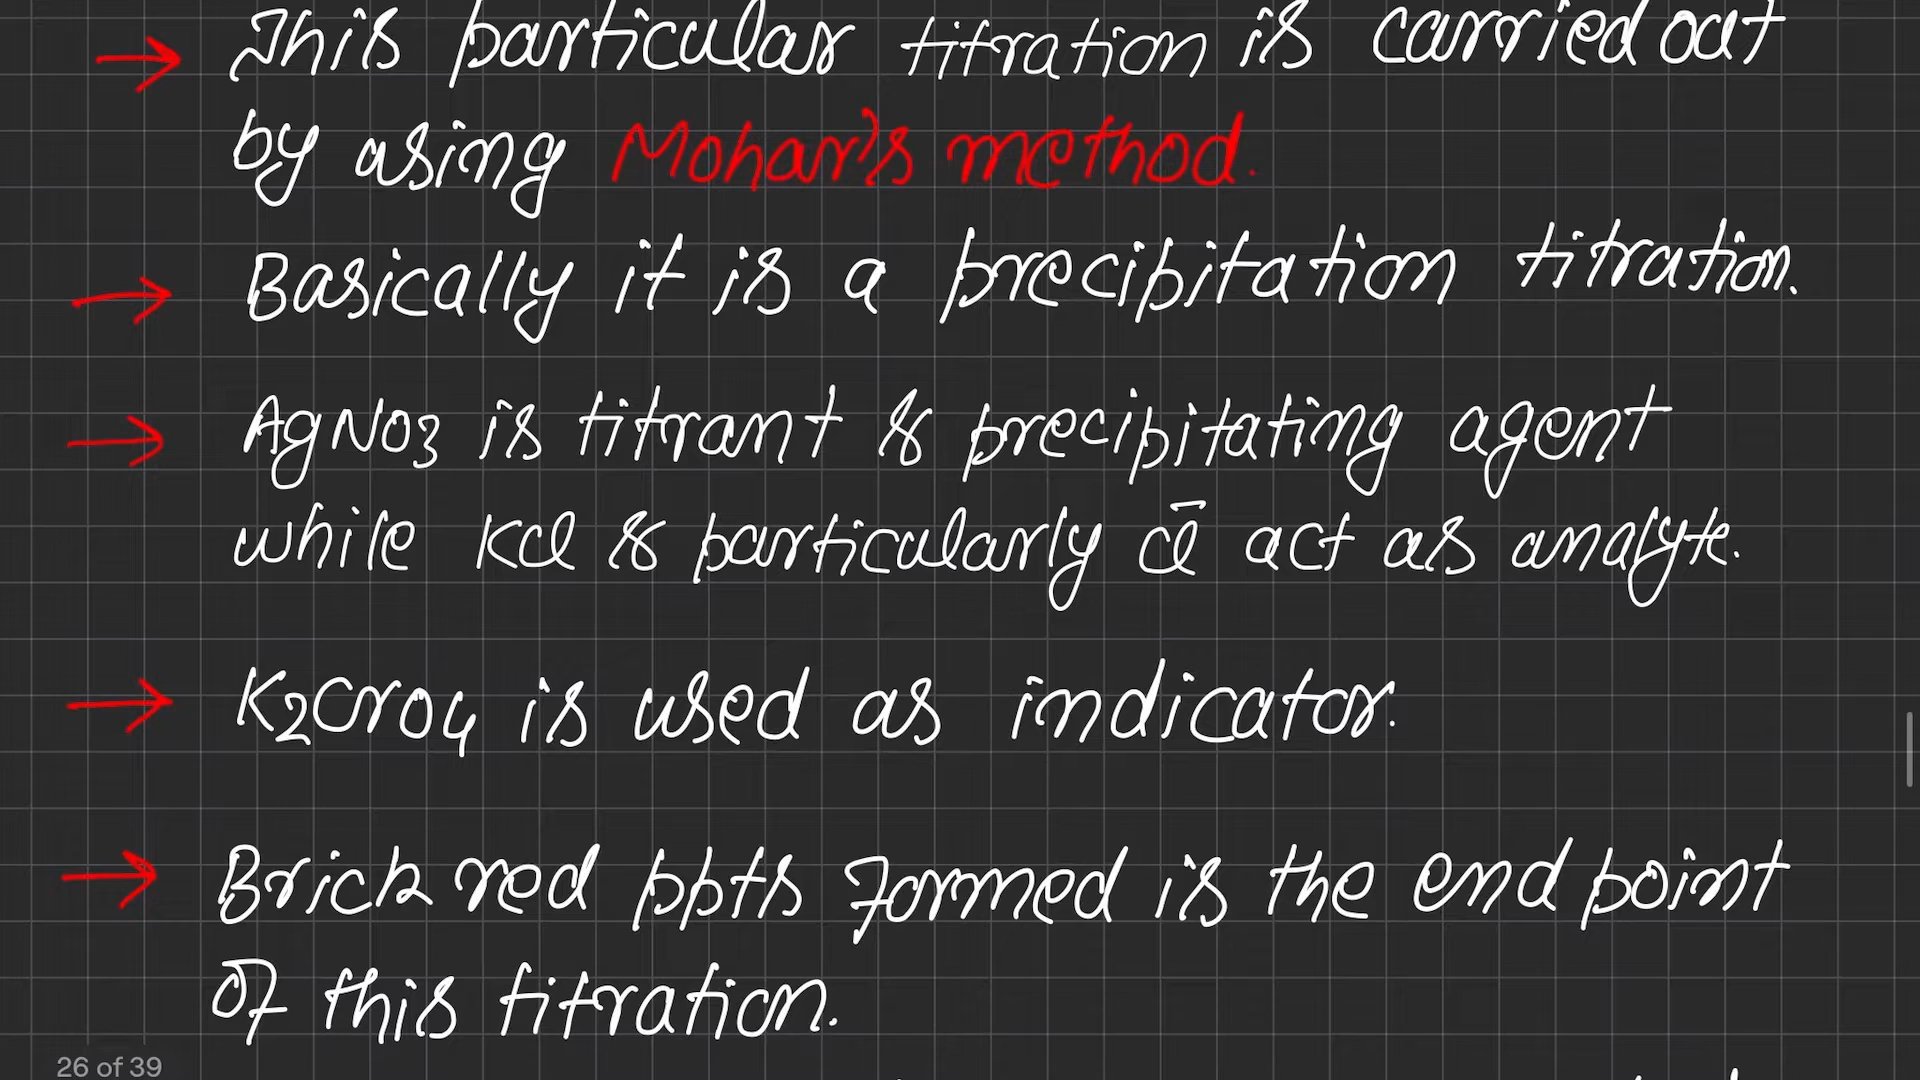 → This particular titration is carried out
by using Mohar's method.
→ Basically it is a precipitation titration.
→ AgNO3 is titrant & precipitating agent
while KCl & particularly Cl⁻ act as analyte.
→ K2CrO4 is used as indicator.
→ Brick red ppts formed is the end point
of this titration.
26 of 39